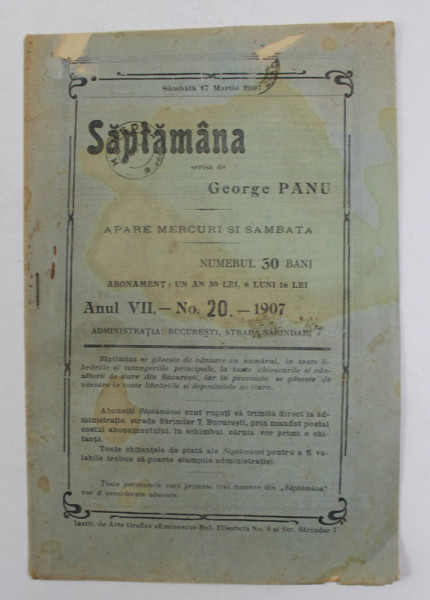 Sâmbătă 17 Martie 1907
Săptămâna
scrisă de
George PANU
APARE MERCURI SI SAMBATA
NUMERUL 30 BANI
ABONAMENT: UN AN 30 LEI, 6 LUNI 16 LEI
Anul VII.—No. 20.—1907
ADMINISTRAȚIA: BUCUREȘTI, STRADA SĂRINDAR, 7
Săptămâna se găsește de vânzare cu numărul, la toate li-
brăriile și tutungeriile principale, la toate chioșcurile și vân-
zătorii de ziare din București, iar în provincie se găsește de
vânzare la toate librăriile și depozitele de ziare.
Abonații Săptămânei sunt rugați să trimită direct la ad-
ministrație, strada Sărindar 7, București, prin mandat poștal
costul abonamentului, în schimbul căruia vor primi o chi-
tanță.
Toate chitanțele de plată ale Săptămânei pentru a fi va-
labile trebue să poarte stampila administrației.
Toate persoanele cari primesc trei numere din „Săptămâna"
vor fi considerate abonate.
Instit. de Arte Grafice «Eminescu» Bul. Elisabeta No. 6 și Str. Sărindar 7